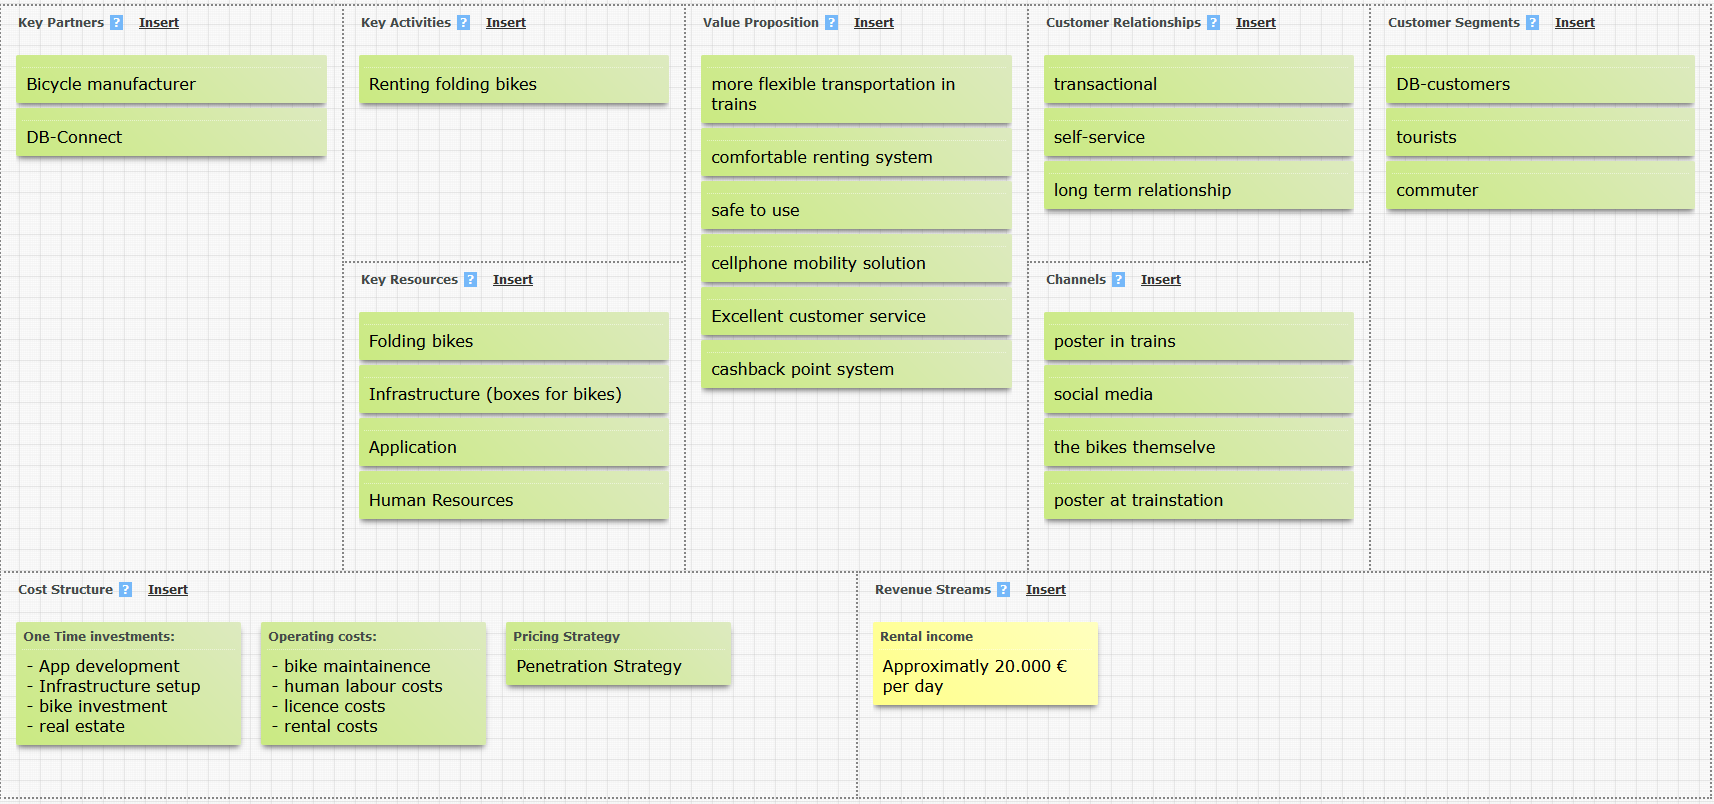 Key Partners ? Insert
Bicycle manufacturer
DB-Connect
Key Activities ? Insert
Renting folding bikes
Key Resources ? Insert
Folding bikes
Infrastructure (boxes for bikes)
Application
Human Resources
Value Proposition ? Insert
more flexible transportation in
trains
comfortable renting system
safe to use
cellphone mobility solution
Excellent customer service
cashback point system
Customer Relationships ? Insert
transactional
self-service
long term relationship
Channels ? Insert
poster in trains
social media
the bikes themselve
poster at trainstation
Customer Segments ? Insert
DB-customers
tourists
commuter
Cost Structure ? Insert
One Time investments:
- App development
- Infrastructure setup
- bike investment
- real estate
Operating costs:
- bike maintainence
- human labour costs
- licence costs
- rental costs
Pricing Strategy
Penetration Strategy
Revenue Streams ? Insert
Rental income
Approximatly 20.000 €
per day